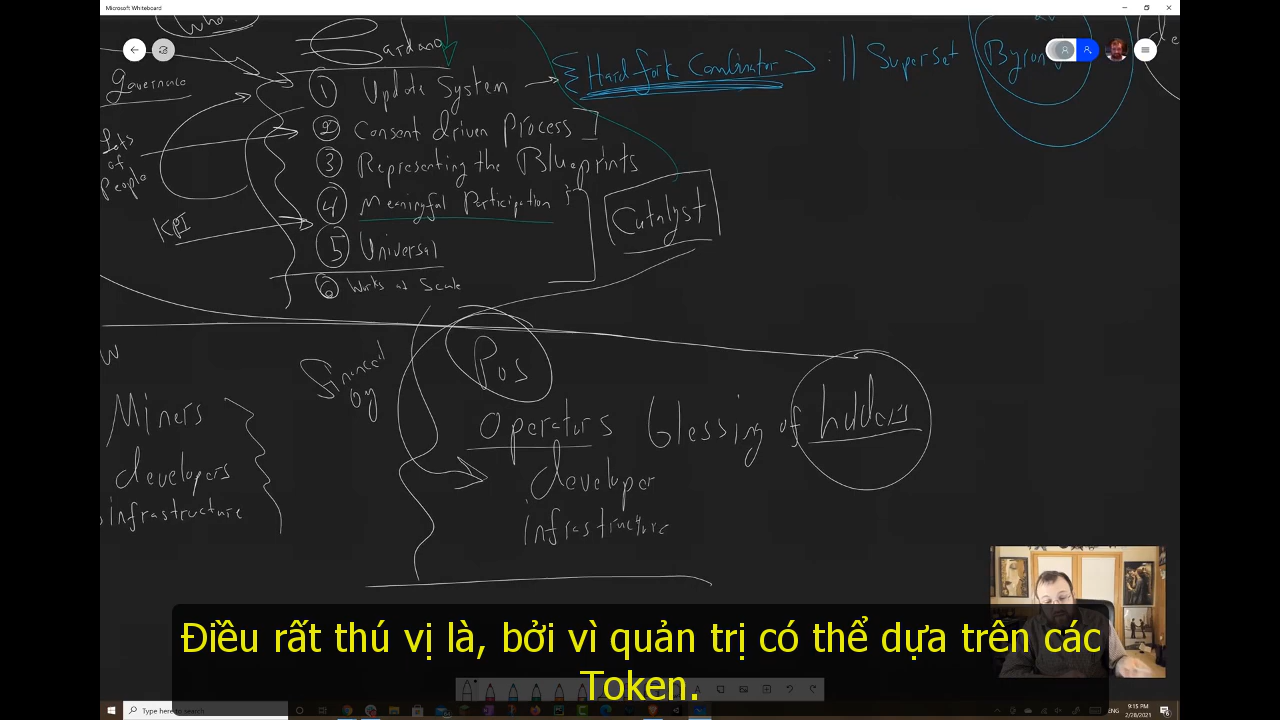 Microsoft Whiteboard
Who
Cardano
governance
① Update System
Hard fork Combinator : || Superset
Byron
② Consent driven Process
Lots
of
People
③ Representing the Blueprints
④ Meaningful Participation
Catalyst
KPI
⑤ Universal
⑥ Works at Scale
W
Financed
by
Pos
Miners
Operators blessing of holders
developers
developer
infrastructure
infrastructure
Điều rất thú vị là, bởi vì quản trị có thể dựa trên các
Token.
Type here to search
ENG
9:15 PM
2/28/2021